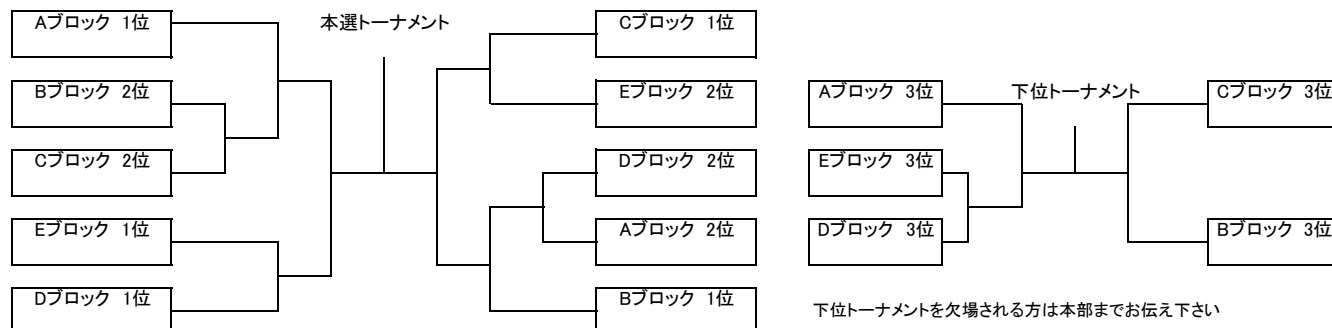 本選トーナメント
Aブロック 1位
Bブロック 2位
Cブロック 2位
Eブロック 1位
Dブロック 1位
Cブロック 1位
Eブロック 2位
Dブロック 2位
Aブロック 2位
Bブロック 1位
下位トーナメント
Aブロック 3位
Eブロック 3位
Dブロック 3位
Cブロック 3位
Bブロック 3位
下位トーナメントを欠場される方は本部までお伝え下さい